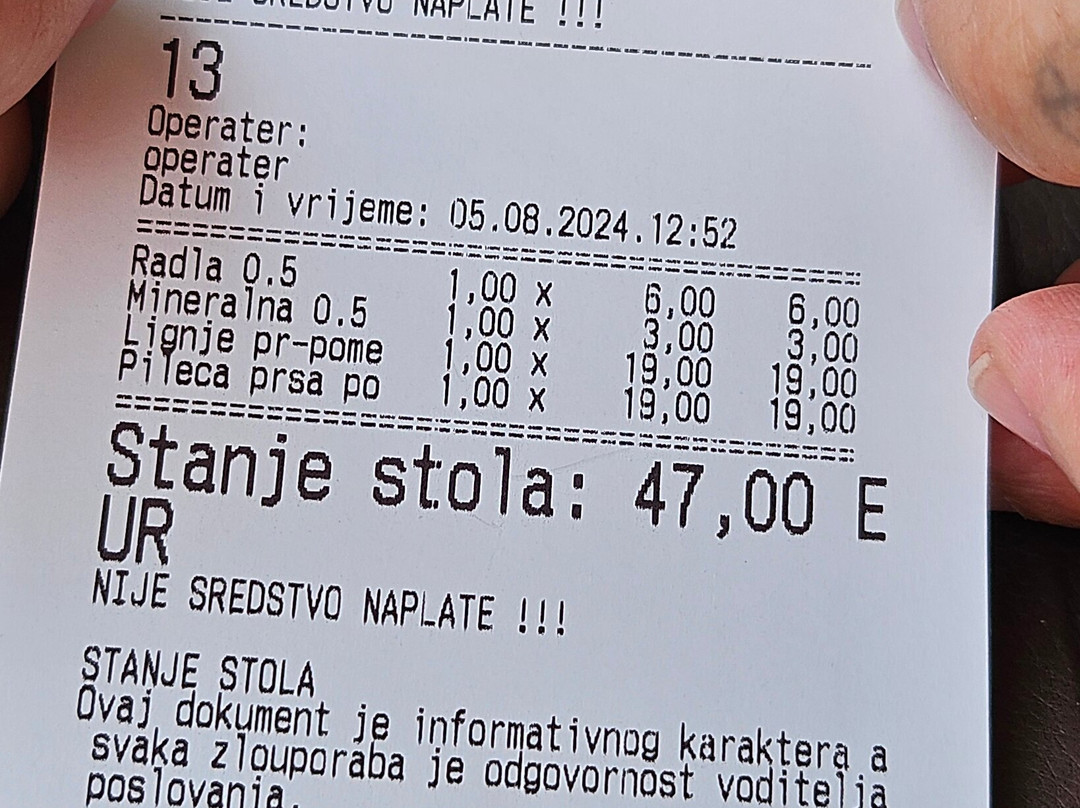 SREDSTVO NAPLATE !!!
13
Operater:
operater
Datum i vrijeme: 05.08.2024.12:52
Radla 0.5 1,00 x 6,00 6,00
Mineralna 0.5 1,00 x 3,00 3,00
Lignje pr-pome 1,00 x 19,00 19,00
Pileca prsa po 1,00 x 19,00 19,00
Stanje stola: 47,00 E
UR
NIJE SREDSTVO NAPLATE !!!
STANJE STOLA
Ovaj dokument je informativnog karaktera a
svaka zlouporaba je odgovornost voditelja
poslovanja.